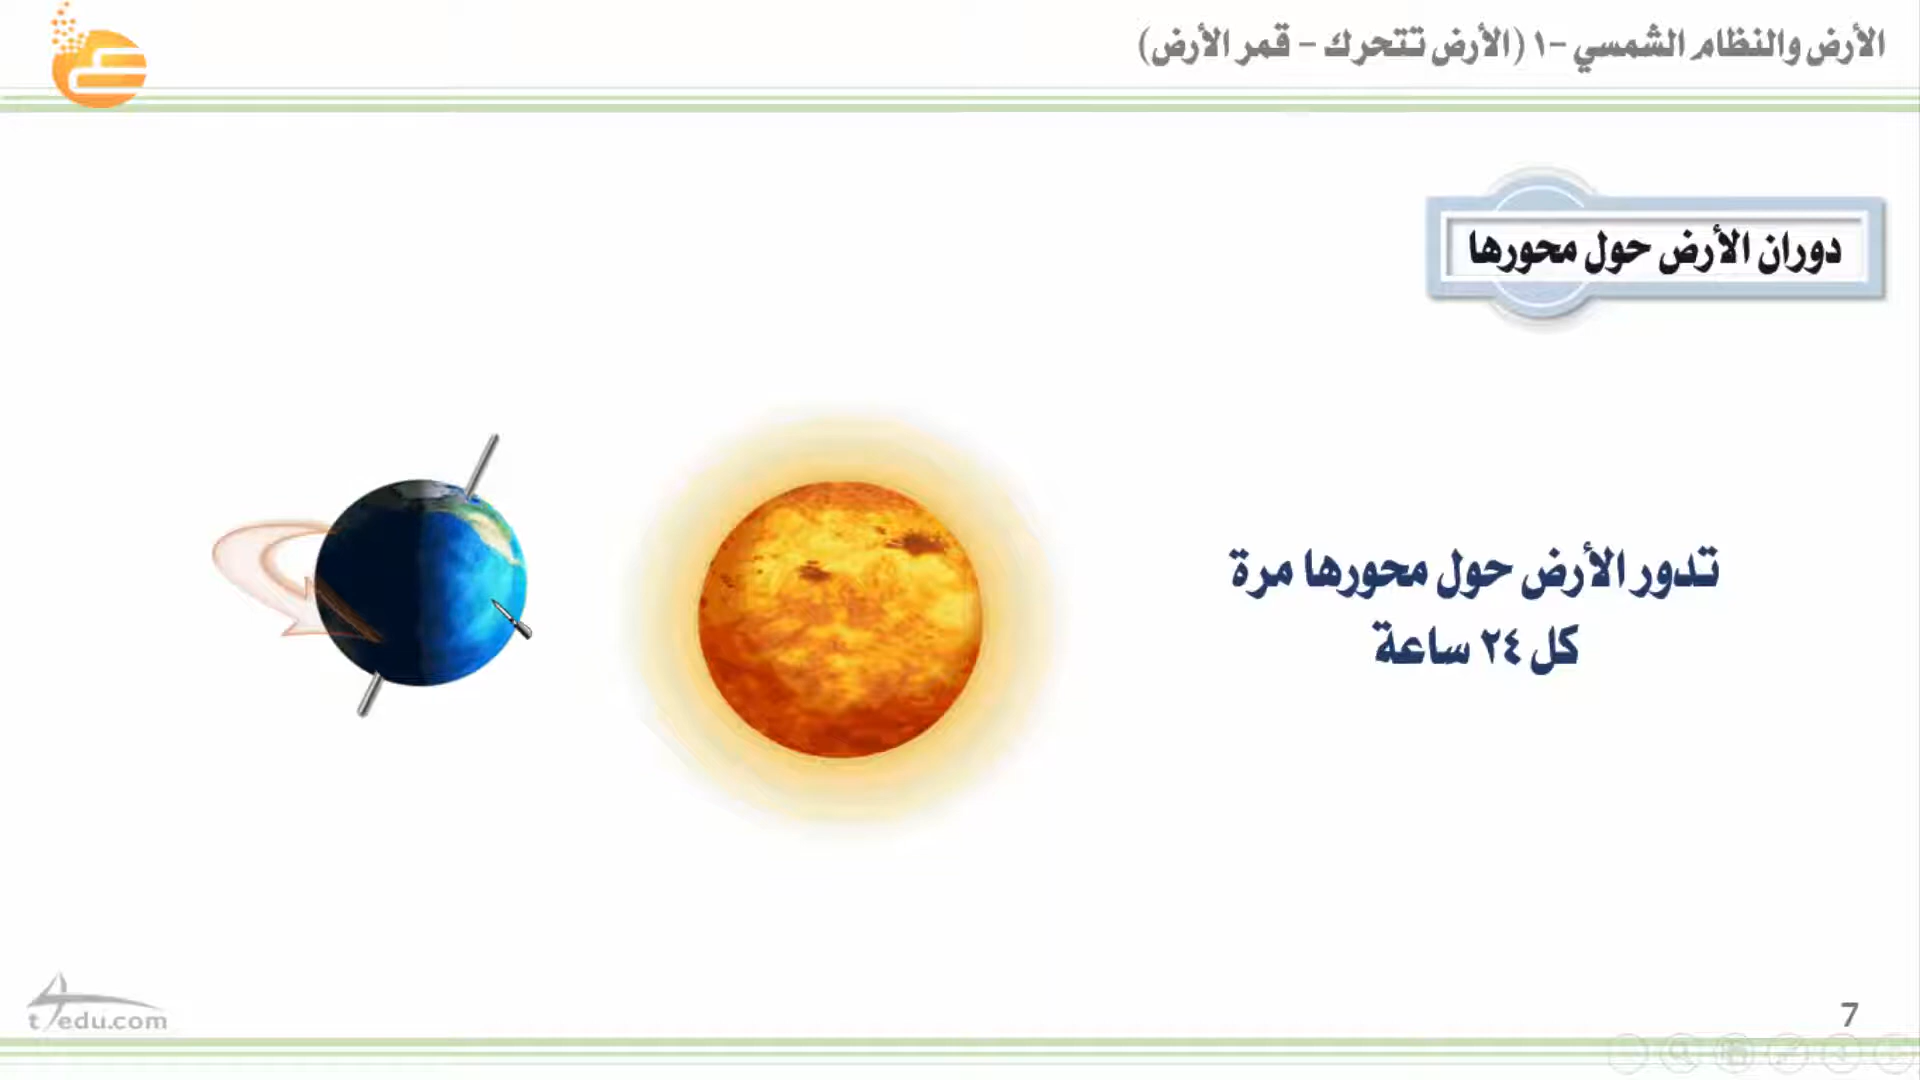 الأرض والنظام الشمسي -١ (الأرض تتحرك - قمر الأرض)
دوران الأرض حول محورها
تدور الأرض حول محورها مرة
كل ٢٤ ساعة
t4edu.com
7